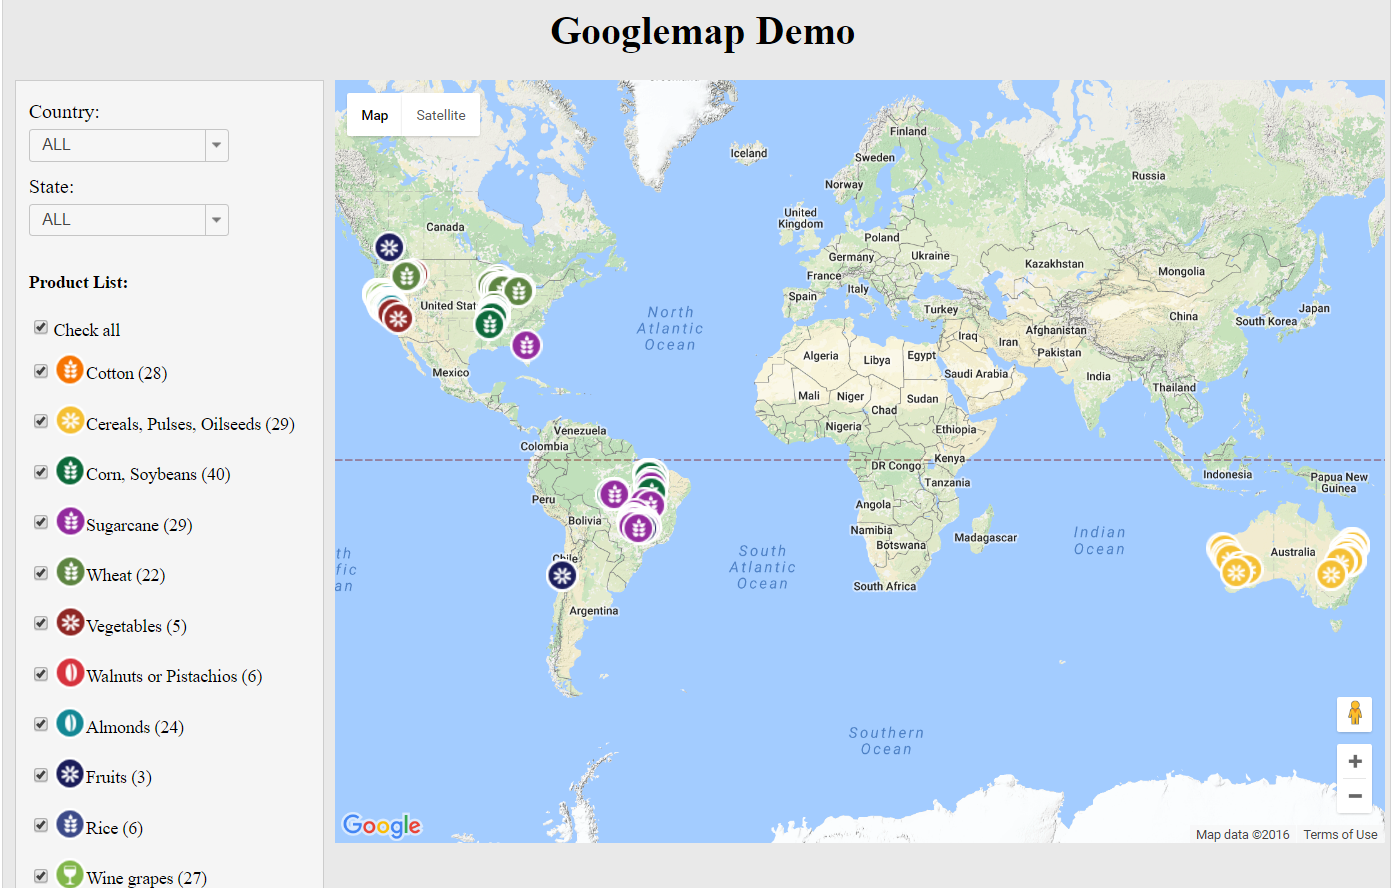 Googlemap Demo
Country:
ALL
State:
ALL
Product List:
Check all
Cotton (28)
Cereals, Pulses, Oilseeds (29)
Corn, Soybeans (40)
Sugarcane (29)
Wheat (22)
Vegetables (5)
Walnuts or Pistachios (6)
Almonds (24)
Fruits (3)
Rice (6)
Wine grapes (27)
Map
Satellite
Iceland
Finland
Sweden
Norway
Russia
United
Kingdom
Canada
Poland
Germany
Ukraine
France
Kazakhstan
Mongolia
Italy
Spain
United Stat
North
Atlantic
Ocean
Turkey
China
South Korea
Japan
Afghanistan
Iraq
Iran
Pakistan
Algeria
Libya
Egypt
Mexico
Saudi Arabia
India
Thailand
Mali
Niger
Sudan
Chad
Venezuela
Nigeria
Ethiopia
Colombia
Kenya
DR Congo
Indonesia
Papua New
Guinea
Tanzania
Peru
Angola
Bolivia
Namibia
Botswana
Madagascar
Indian
Ocean
Australia
Chile
th
fic
an
South
Atlantic
Ocean
South Africa
Argentina
Southern
Ocean
Google
Map data ©2016
Terms of Use